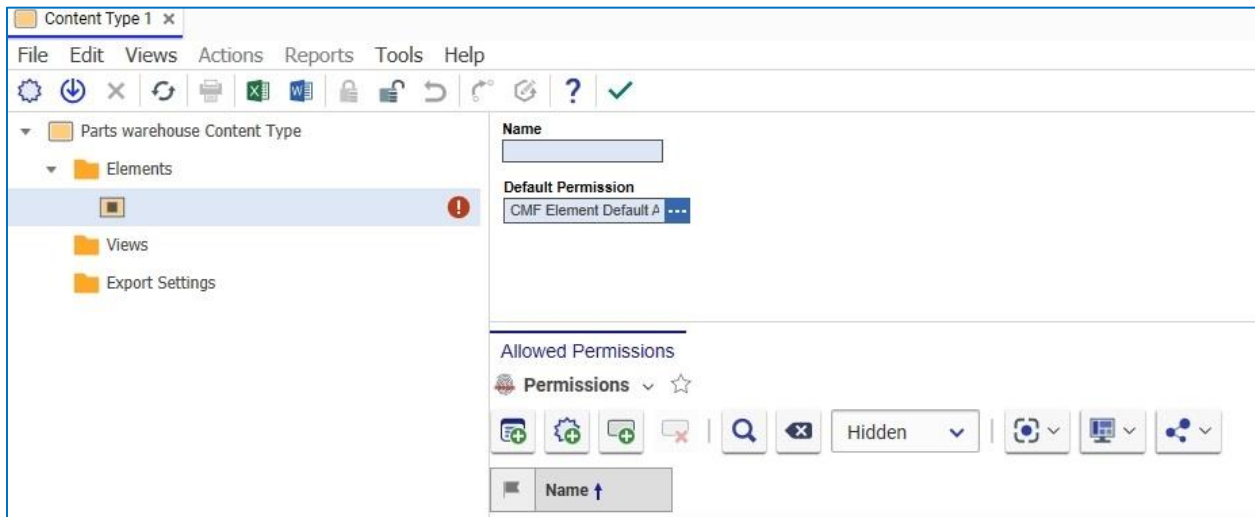 Content Type 1
File Edit Views Actions Reports Tools Help
Parts warehouse Content Type
Elements
Views
Export Settings
Name
Default Permission
CMF Element Default A
Allowed Permissions
Permissions
Hidden
Name